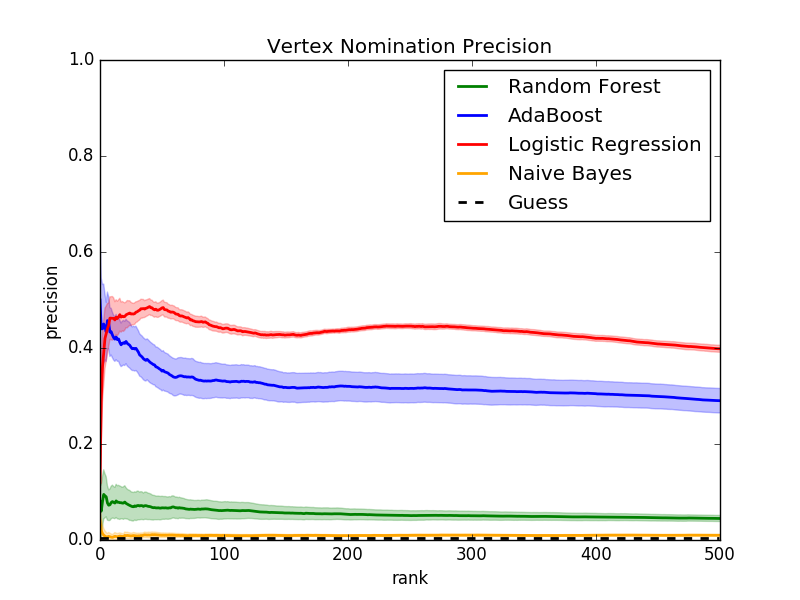 Vertex Nomination Precision
1.0
0.8
0.6
0.4
0.2
0.0
precision
Random Forest
AdaBoost
Logistic Regression
Naive Bayes
Guess
0 100 200 300 400 500
rank